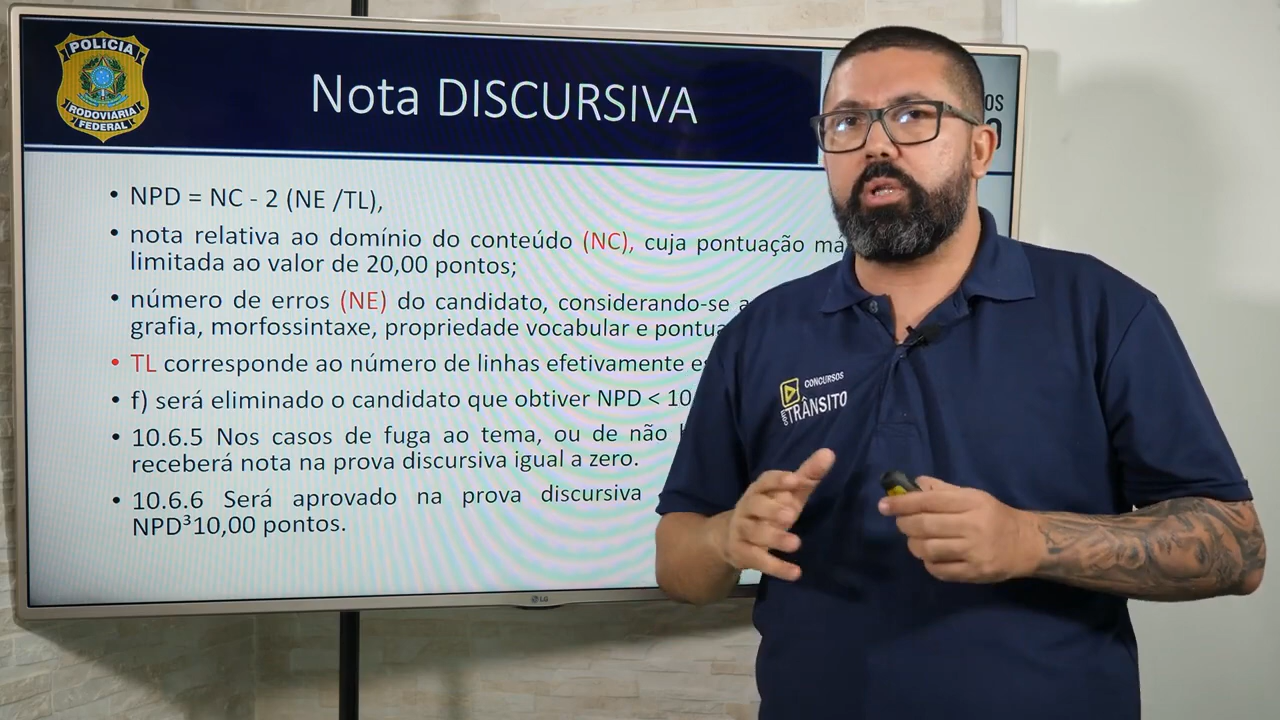 POLÍCIA
RODOVIÁRIA
FEDERAL
Nota DISCURSIVA
OS
• NPD = NC - 2 (NE /TL),
• nota relativa ao domínio do conteúdo (NC), cuja pontuação
limitada ao valor de 20,00 pontos;
• número de erros (NE) do candidato, considerando-se
grafia, morfossintaxe, propriedade vocabular e
• TL corresponde ao número de linhas efetivamente
• f) será eliminado o candidato que obtiver NPD < 10
• 10.6.5 Nos casos de fuga ao tema, ou de não
receberá nota na prova discursiva igual a zero.
• 10.6.6 Será aprovado na prova discursiva
NPD³10,00 pontos.
CONCURSOS
TRÂNSITO
LG